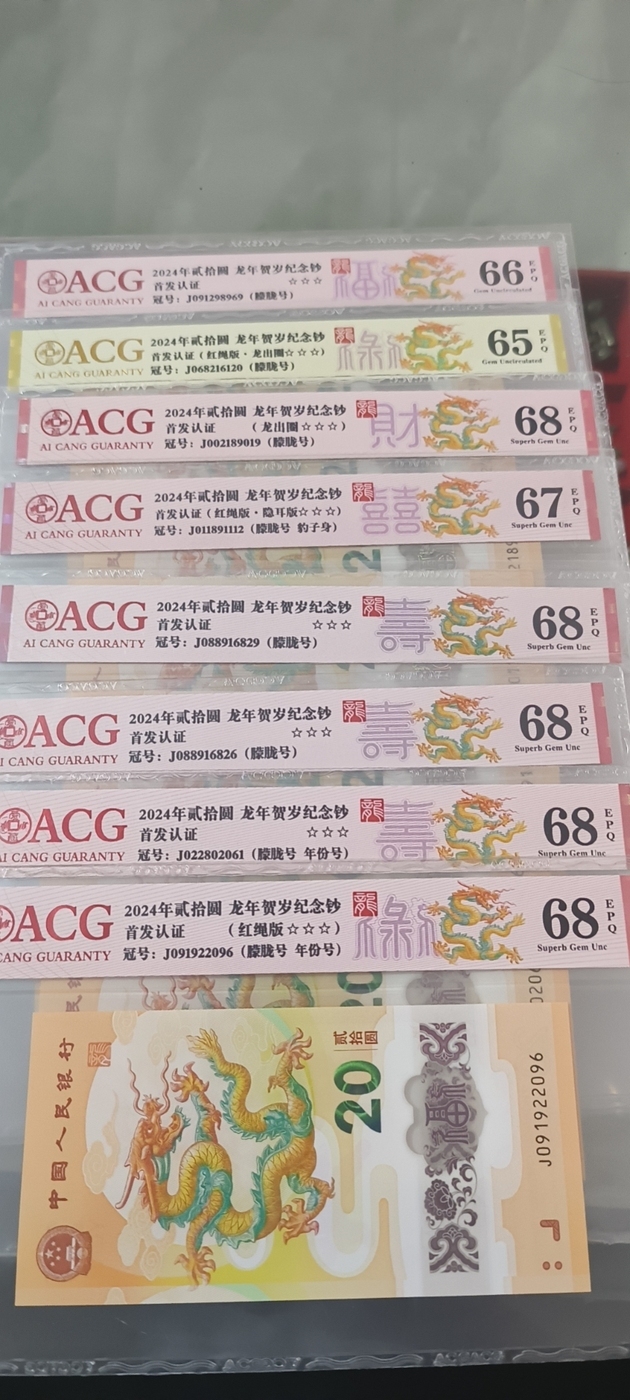 ACG
AI CANG GUARANTY
2024年贰拾圆 龙年贺岁纪念钞
首发认证 ☆☆☆
冠号：J091298969（朦胧号）
龍
福
66
EPQ
Gem Uncirculated
ACG
AI CANG GUARANTY
2024年贰拾圆 龙年贺岁纪念钞
首发认证（红绳版·龙出圈☆☆☆）
冠号：J068216120（朦胧号）
龍
祿
65
EPQ
Gem Uncirculated
ACG
AI CANG GUARANTY
2024年贰拾圆 龙年贺岁纪念钞
首发认证 （龙出圈☆☆☆）
冠号：J002189019（朦胧号）
龍
財
68
EPQ
Superb Gem Unc
ACG
AI CANG GUARANTY
2024年贰拾圆 龙年贺岁纪念钞
首发认证（红绳版·隐耳版☆☆☆）
冠号：J011891112（朦胧号 豹子身）
龍
囍
67
EPQ
Superb Gem Unc
ACG
AI CANG GUARANTY
2024年贰拾圆 龙年贺岁纪念钞
首发认证 ☆☆☆
冠号：J088916829（朦胧号）
龍
壽
68
EPQ
Superb Gem Unc
ACG
AI CANG GUARANTY
2024年贰拾圆 龙年贺岁纪念钞
首发认证 ☆☆☆
冠号：J088916826（朦胧号）
龍
壽
68
EPQ
Superb Gem Unc
ACG
I CANG GUARANTY
2024年贰拾圆 龙年贺岁纪念钞
首发认证 ☆☆☆
冠号：J022802061（朦胧号 年份号）
龍
壽
68
EPQ
Superb Gem Unc
ACG
CANG GUARANTY
2024年贰拾圆 龙年贺岁纪念钞
首发认证 （红绳版☆☆☆）
冠号：J091922096（朦胧号 年份号）
龍
祿
68
EPQ
Superb Gem Unc
中国人民银行
20
贰拾圆
福
J091922096